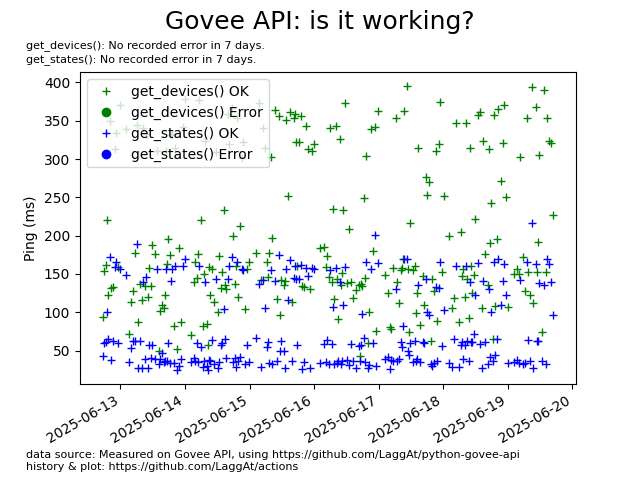 Govee API: is it working?
get_devices(): No recorded error in 7 days.
get_states(): No recorded error in 7 days.
get_devices() OK
get_devices() Error
get_states() OK
get_states() Error
Ping (ms)
400
350
300
250
200
150
100
50
2025-06-13
2025-06-14
2025-06-15
2025-06-16
2025-06-17
2025-06-18
2025-06-19
2025-06-20
data source: Measured on Govee API, using https://github.com/LaggAt/python-govee-api
history & plot: https://github.com/LaggAt/actions